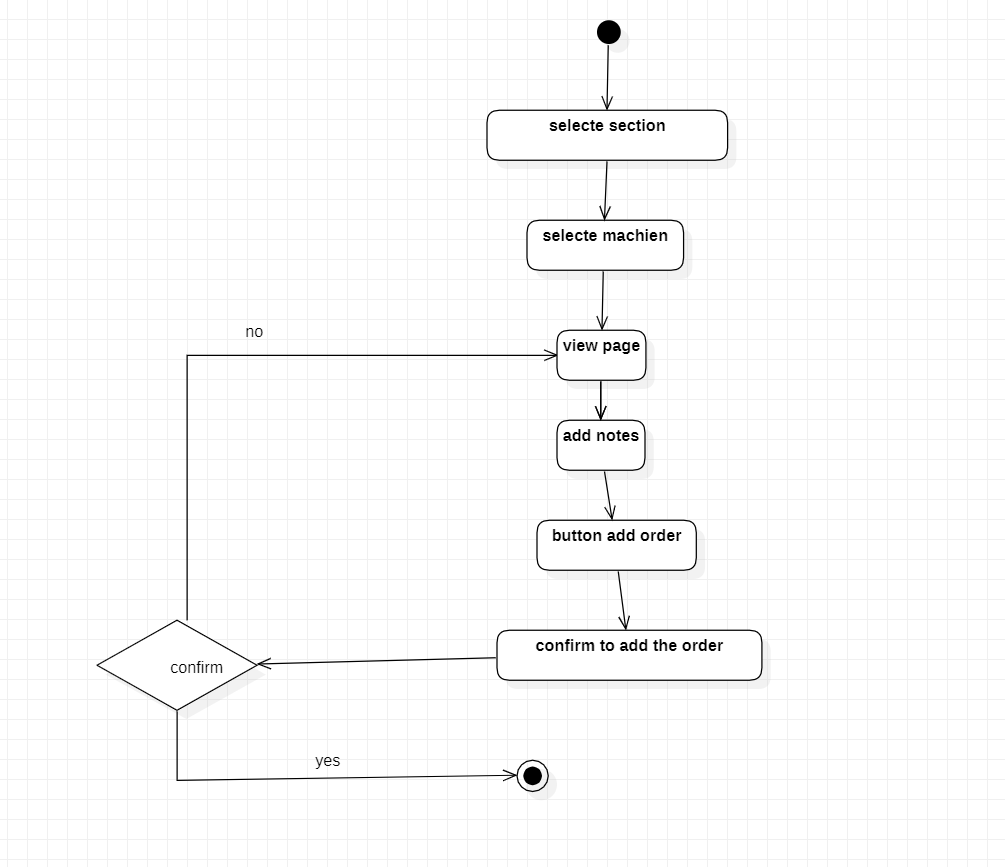 selecte section
selecte machien
no
view page
add notes
button add order
confirm to add the order
confirm
yes